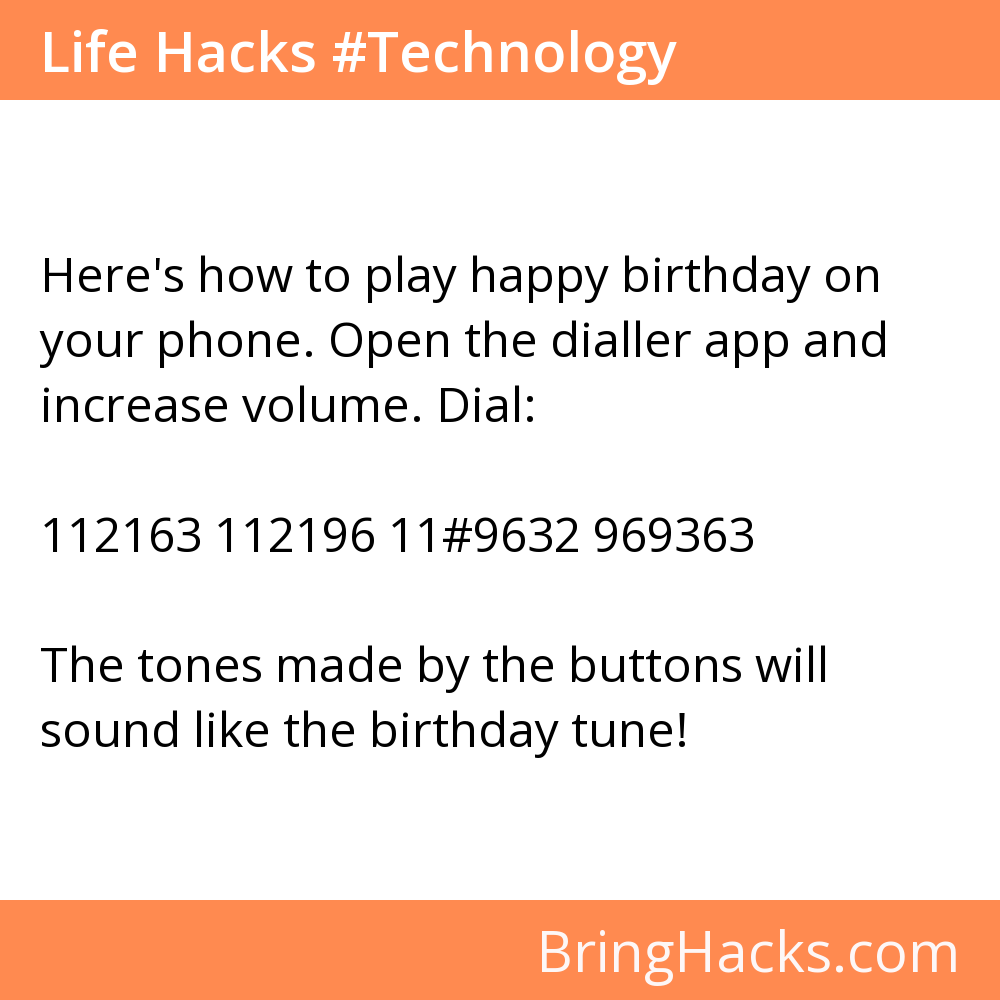 Life Hacks #Technology
Here's how to play happy birthday on
your phone. Open the dialler app and
increase volume. Dial:
112163 112196 11#9632 969363
The tones made by the buttons will
sound like the birthday tune!
BringHacks.com